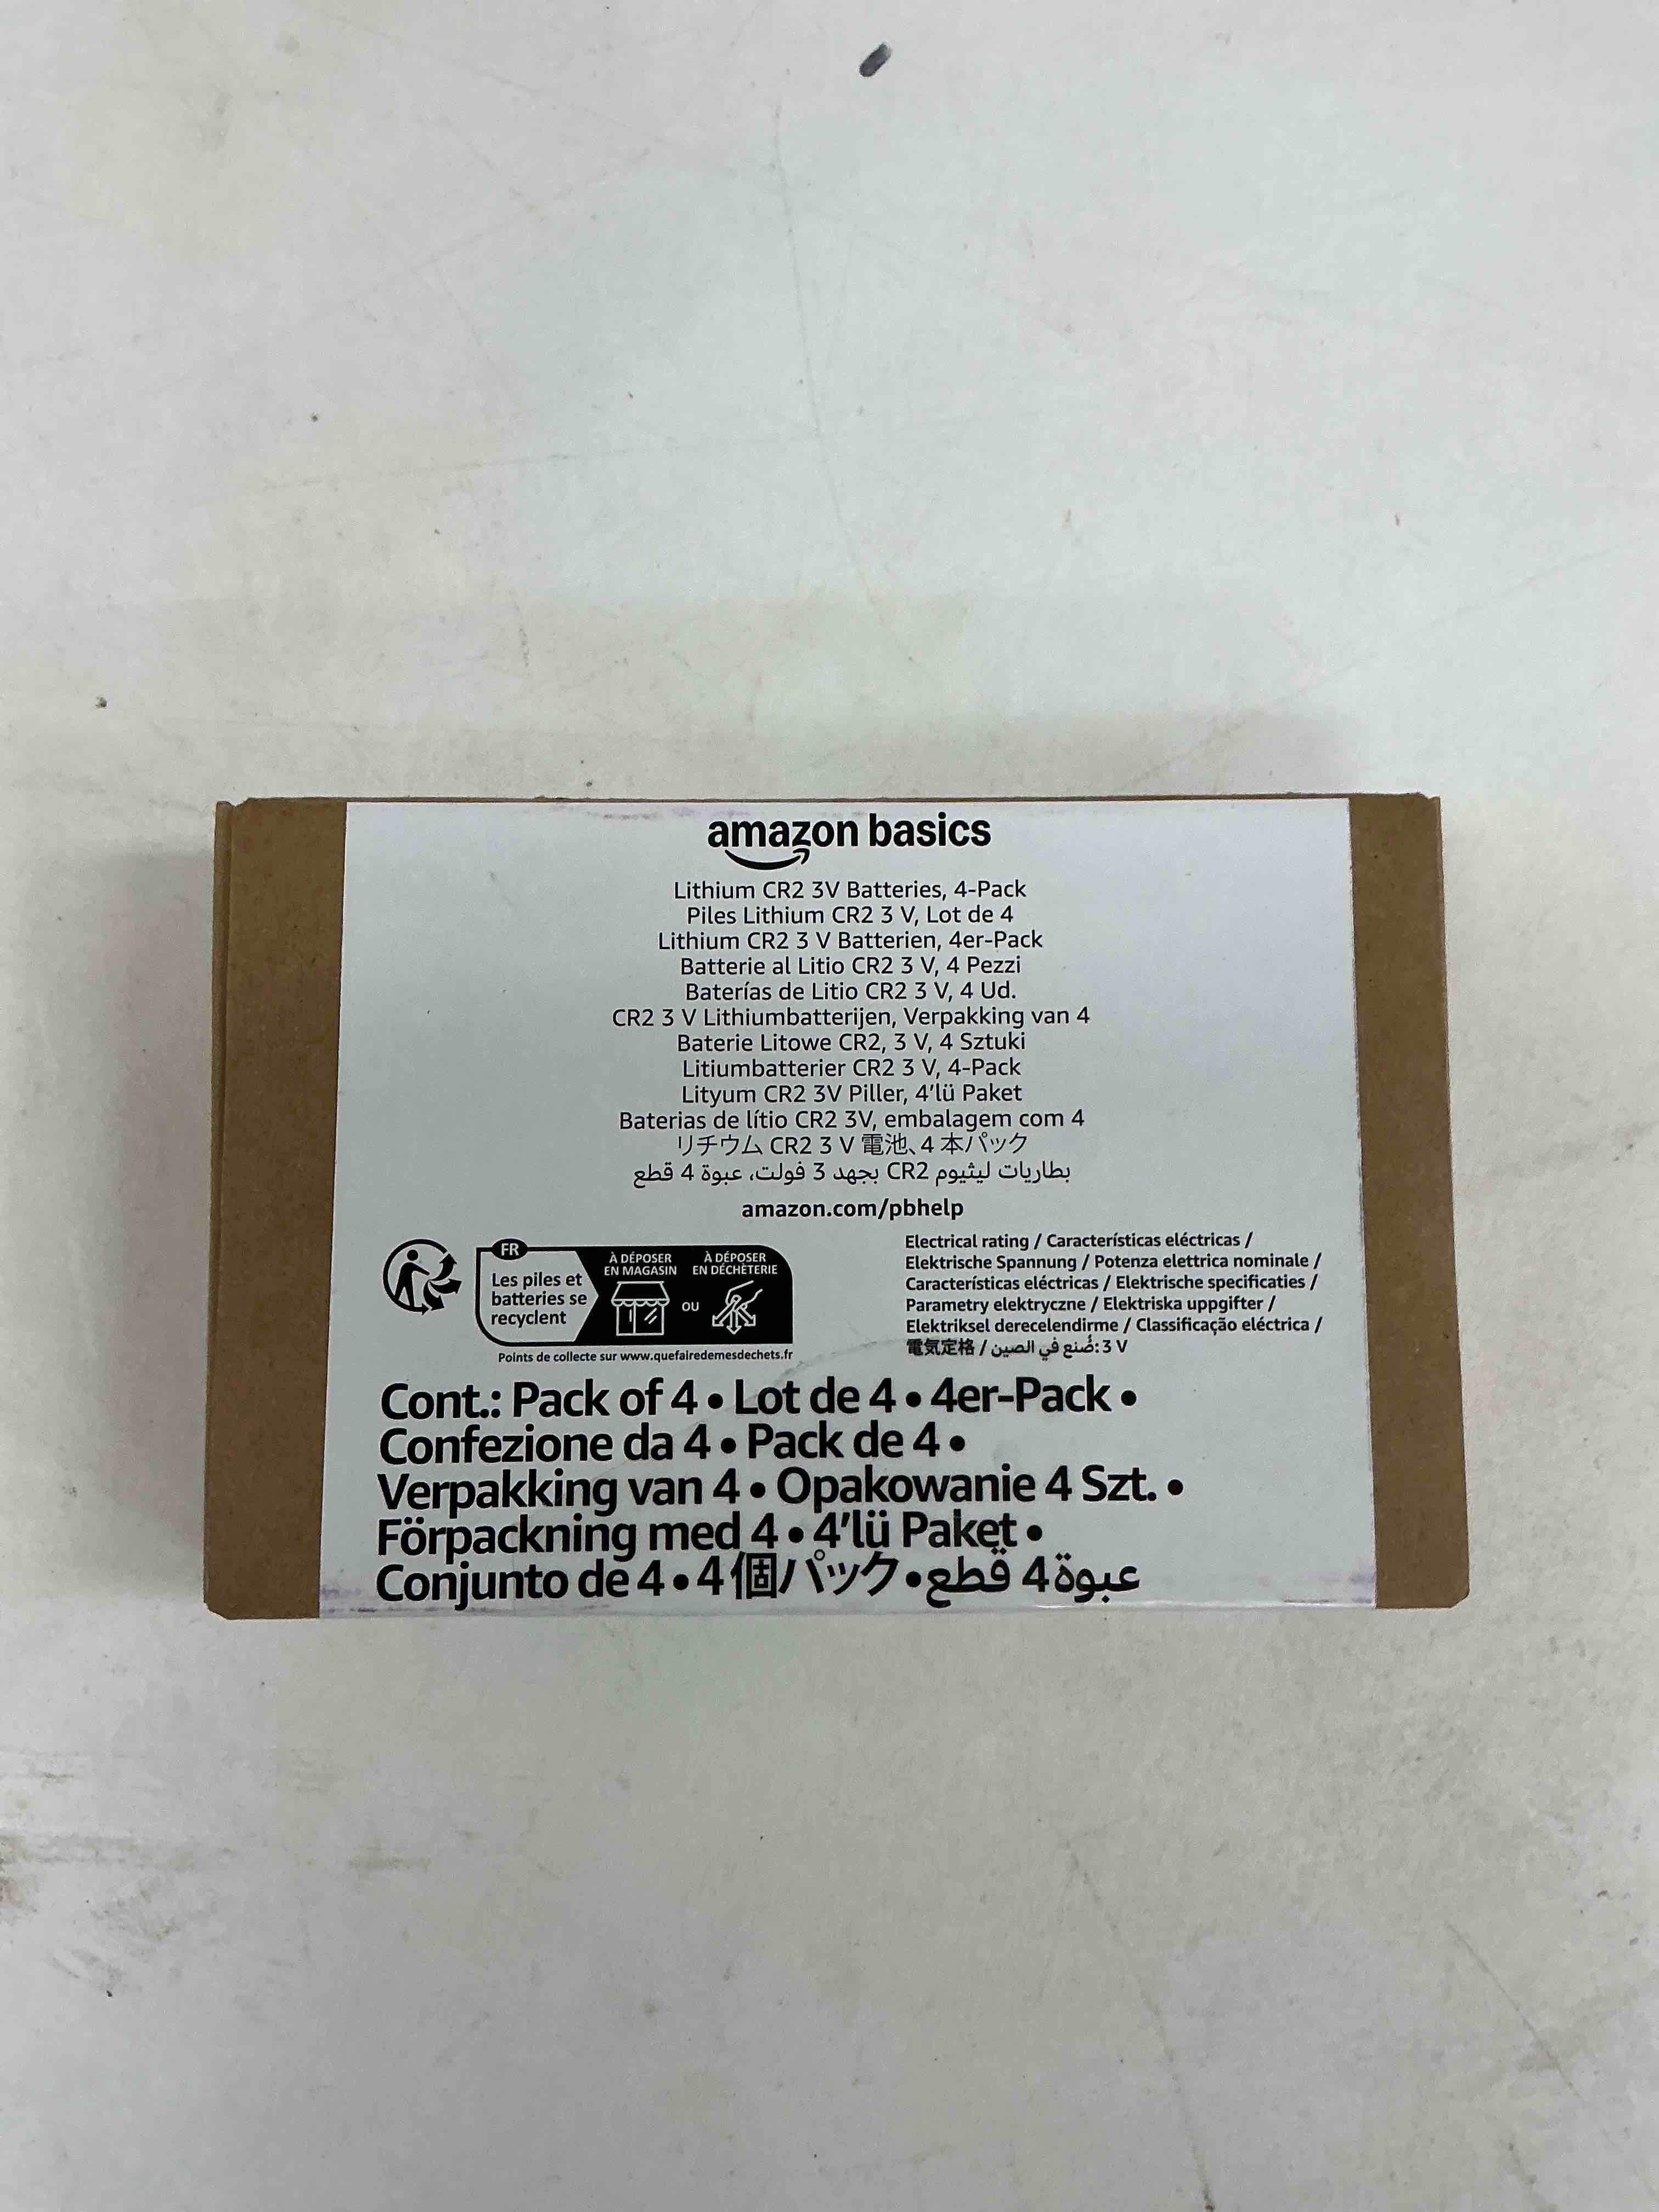 amazon basics
Lithium CR2 3V Batteries, 4-Pack
Piles Lithium CR2 3 V, Lot de 4
Lithium CR2 3 V Batterien, 4er-Pack
Batterie al Litio CR2 3 V, 4 Pezzi
Baterías de Litio CR2 3 V, 4 Ud.
CR2 3 V Lithiumbatterijen, Verpakking van 4
Baterie Litowe CR2, 3 V, 4 Sztuki
Litiumbatterier CR2 3 V, 4-Pack
Lityum CR2 3V Piller, 4'lü Paket
Baterias de lítio CR2 3V, embalagem com 4
リチウム CR2 3 V 電池、4 本パック
بطاريات ليثيوم CR2 بجهد 3 فولت، عبوة 4 قطع
amazon.com/pbhelp
FR
Les piles et
batteries se
recyclent
À DÉPOSER
EN MAGASIN
OU
À DÉPOSER
EN DÉCHÈTERIE
Points de collecte sur www.quefairedemesdechets.fr
Electrical rating / Características eléctricas /
Elektrische Spannung / Potenza elettrica nominale /
Características eléctricas / Elektrische specificaties /
Parametry elektryczne / Elektriska uppgifter /
Elektriksel derecelendirme / Classificação eléctrica /
電気定格 / صُنع في الصين: 3 V
Cont.: Pack of 4 • Lot de 4 • 4er-Pack •
Confezione da 4 • Pack de 4 •
Verpakking van 4 • Opakowanie 4 Szt. •
Förpackning med 4 • 4'lü Paket •
Conjunto de 4 • 4個パック • عبوة 4 قطع